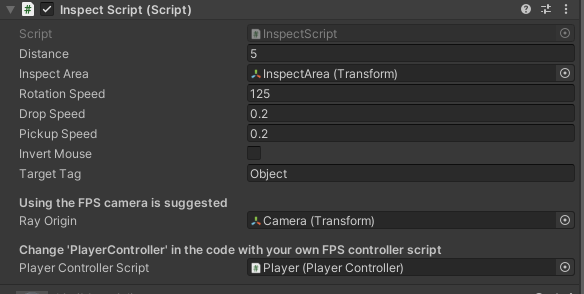 Inspect Script (Script)
Script InspectScript
Distance 5
Inspect Area InspectArea (Transform)
Rotation Speed 125
Drop Speed 0.2
Pickup Speed 0.2
Invert Mouse
Target Tag Object
Using the FPS camera is suggested
Ray Origin Camera (Transform)
Change 'PlayerController' in the code with your own FPS controller script
Player Controller Script Player (Player Controller)